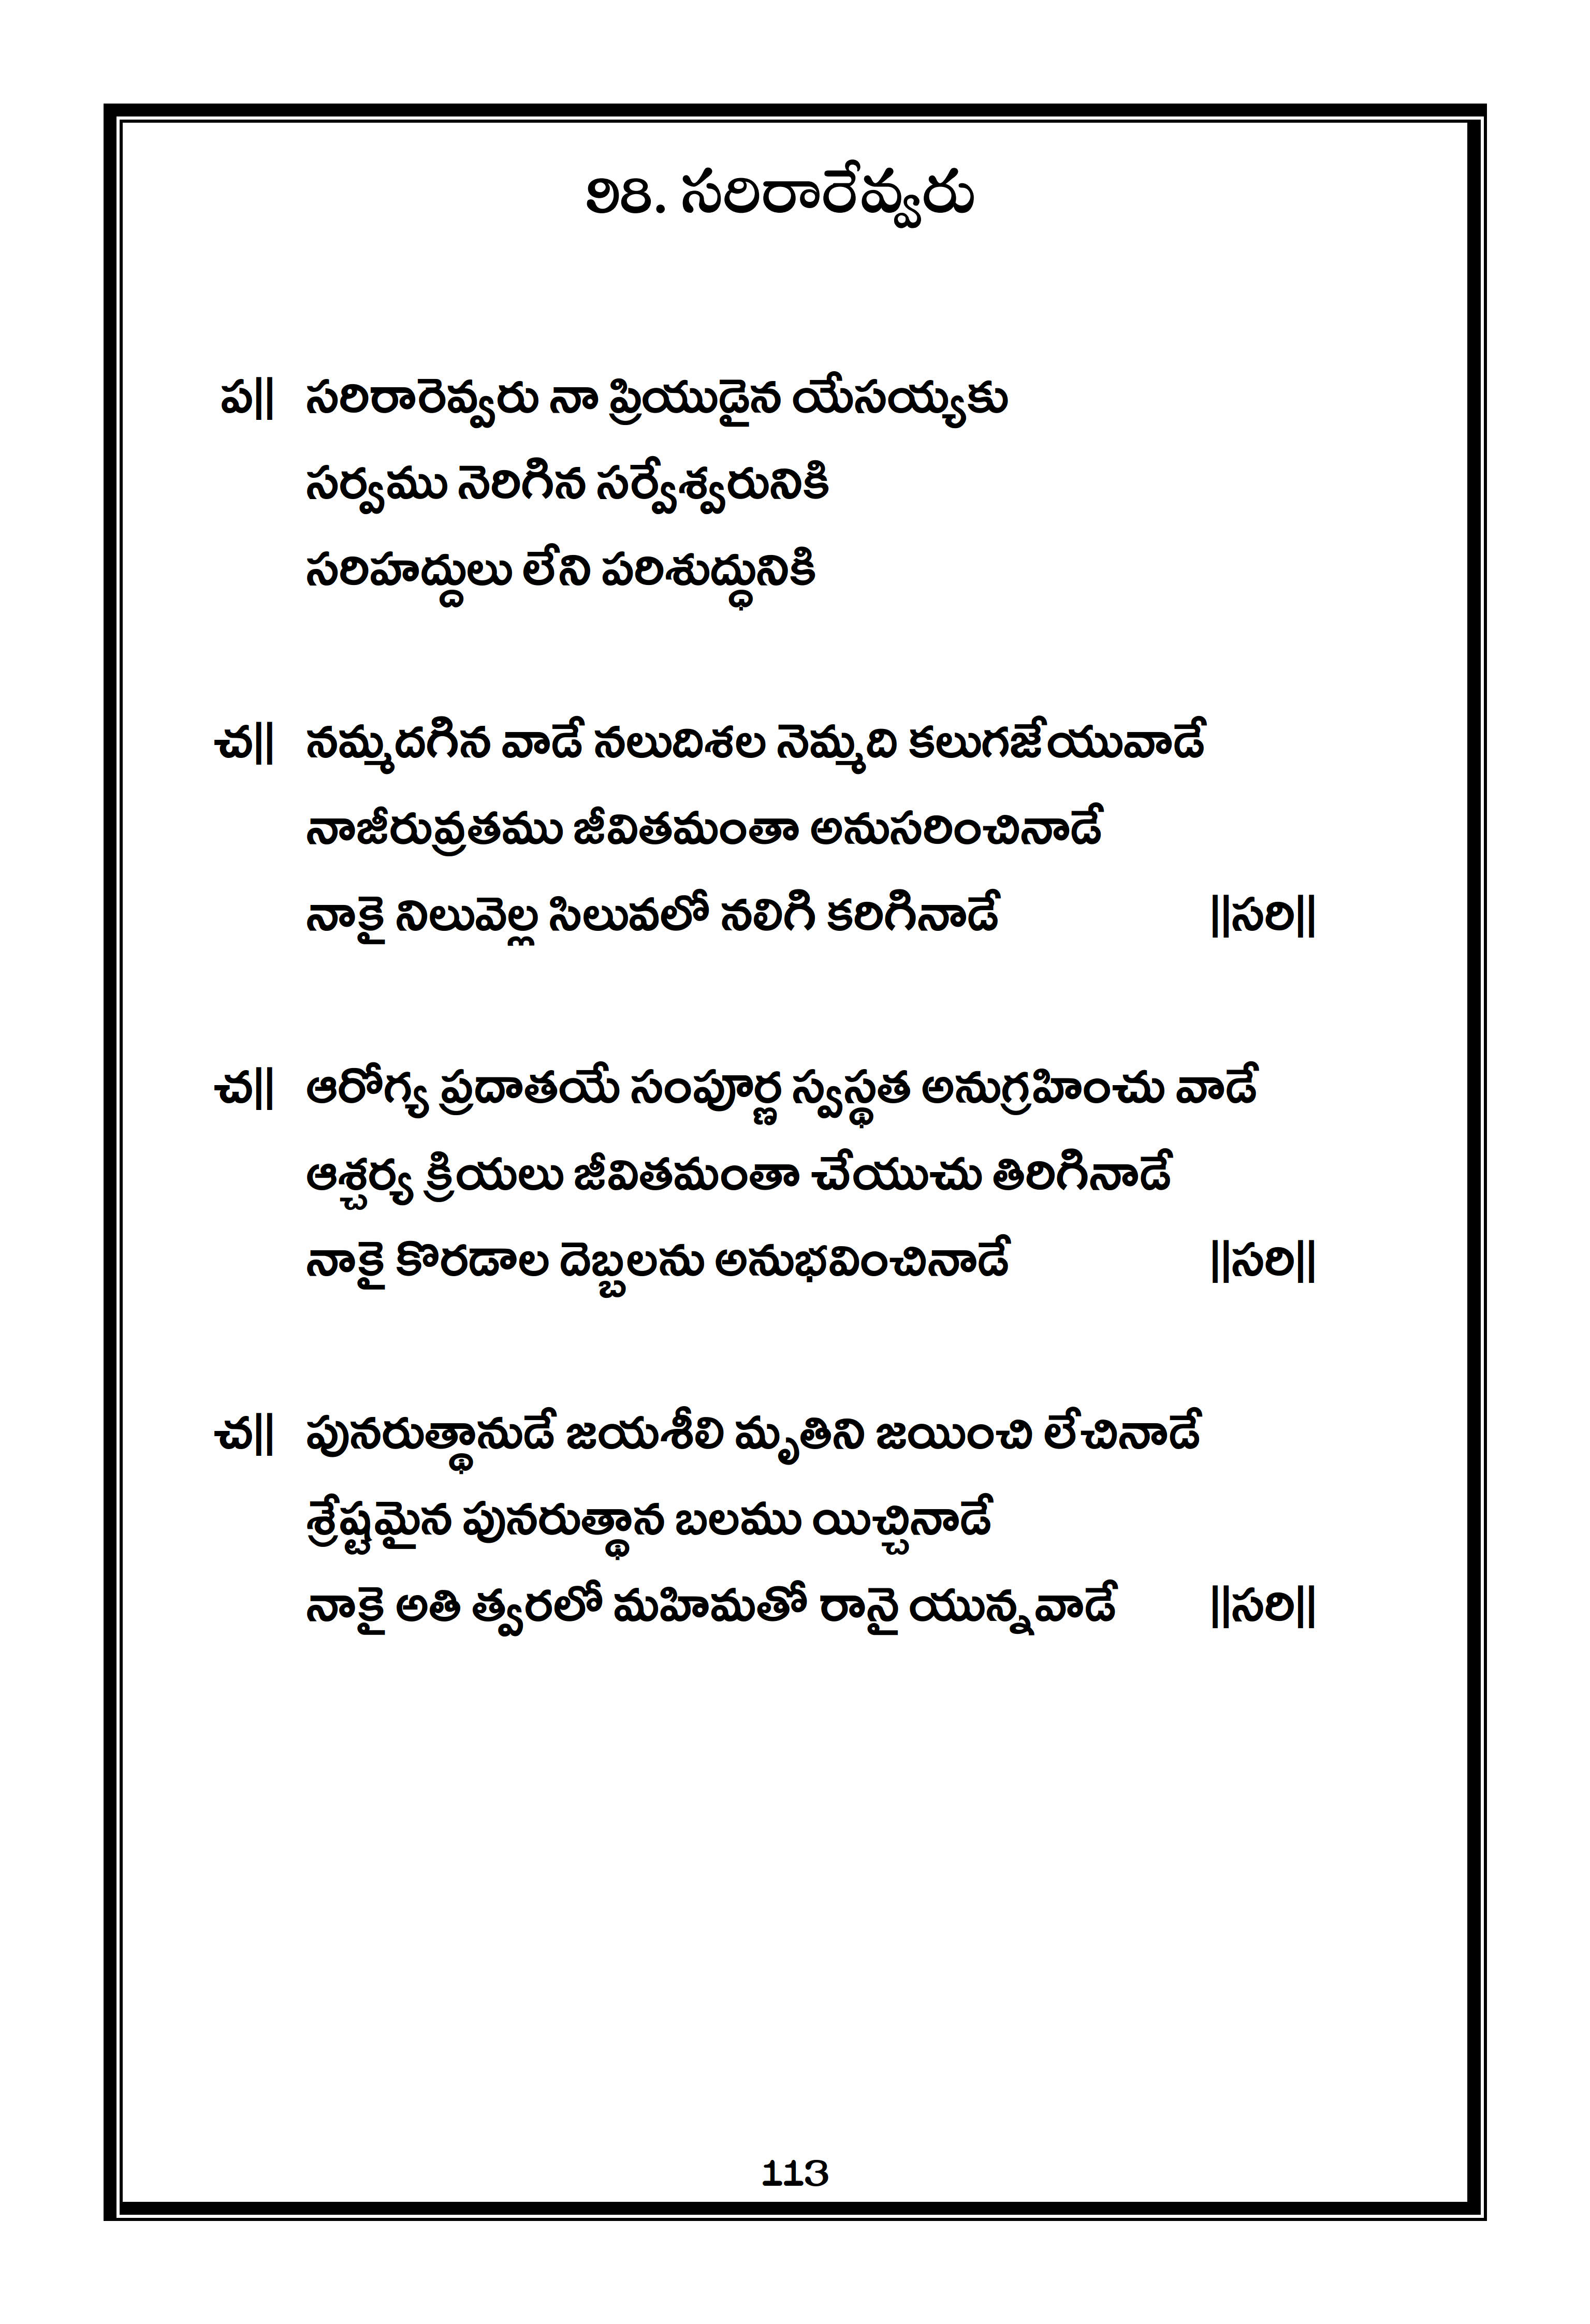 98. సరిరారేవ్వరు
ప|| సరిరారెవ్వరు నా ప్రియుడైన యేసయ్యకు
సర్వము నెరిగిన సర్వేశ్వరునికి
సరిహద్దులు లేని పరిశుద్ధునికి
చ|| నమ్మదగిన వాడే నలుదిశల నెమ్మది కలుగజేయువాడే
నాజీరువ్రతము జీవితమంతా అనుసరించినాడే
నాకై నిలువెల్ల సిలువలో నలిగి కరిగినాడే ||సరి||
చ|| ఆరోగ్య ప్రదాతయే సంపూర్ణ స్వస్థత అనుగ్రహించు వాడే
ఆశ్చర్య క్రియలు జీవితమంతా చేయుచు తిరిగినాడే
నాకై కొరడాల దెబ్బలను అనుభవించినాడే ||సరి||
చ|| పునరుత్థానుడే జయశీలి మృతిని జయించి లేచినాడే
శ్రేష్టమైన పునరుత్థాన బలము యిచ్చినాడే
నాకై అతి త్వరలో మహిమతో రానై యున్నవాడే ||సరి||
113